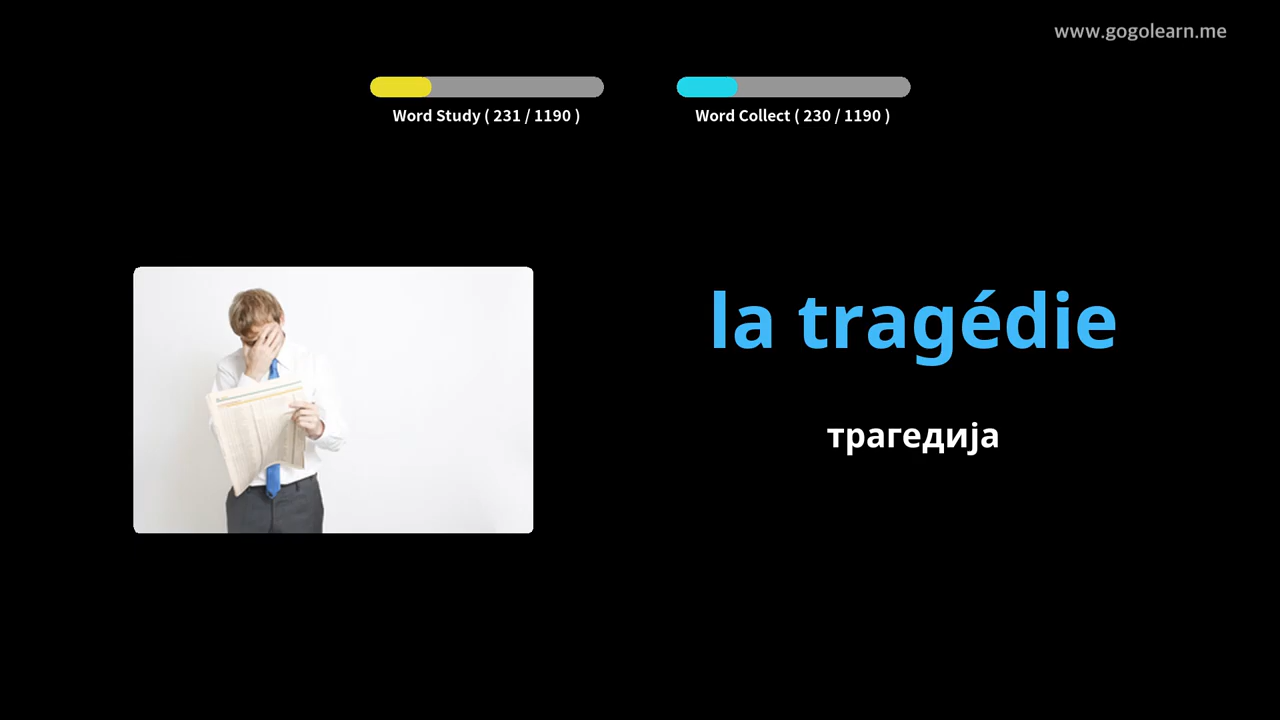 www.gogolearn.me
Word Study ( 231 / 1190 )
Word Collect ( 230 / 1190 )
la tragédie
трагедија